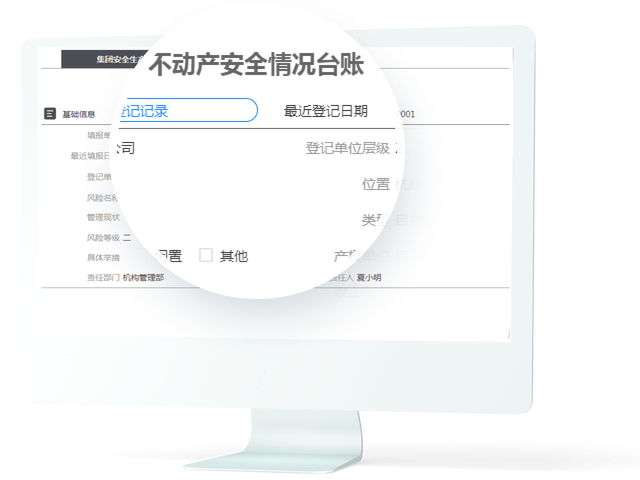 集团安全生
不动产安全情况台账
登记记录
最近登记日期
001
基础信息
填报单
公司
登记单位层级
最近填报日
登记单
位置
风险名称
管理现状
类型
风险等级 二
具体举措
闲置 其他
责任部门 机构管理部
责任人 夏小明